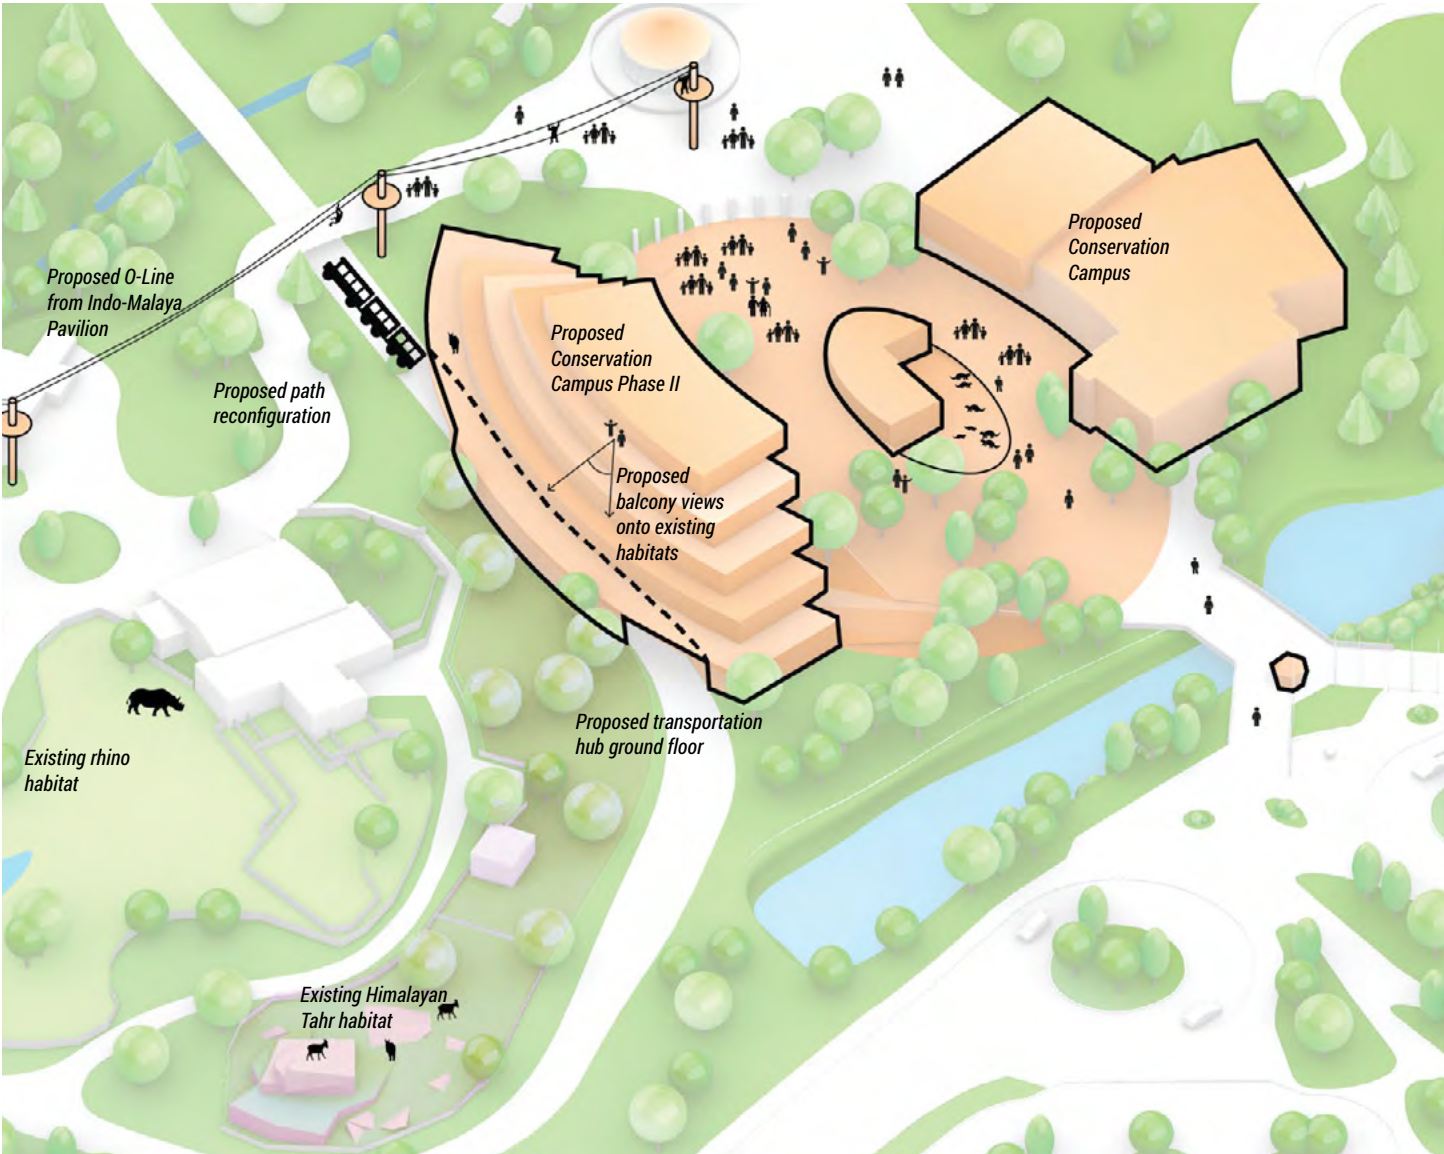 Proposed
Conservation
Campus
Proposed O-Line
from Indo-Malaya
Pavilion
Proposed
Conservation
Campus Phase II
Proposed path
reconfiguration
Proposed
balcony views
onto existing
habitats
Proposed transportation
hub ground floor
Existing rhino
habitat
Existing Himalayan
Tahr habitat